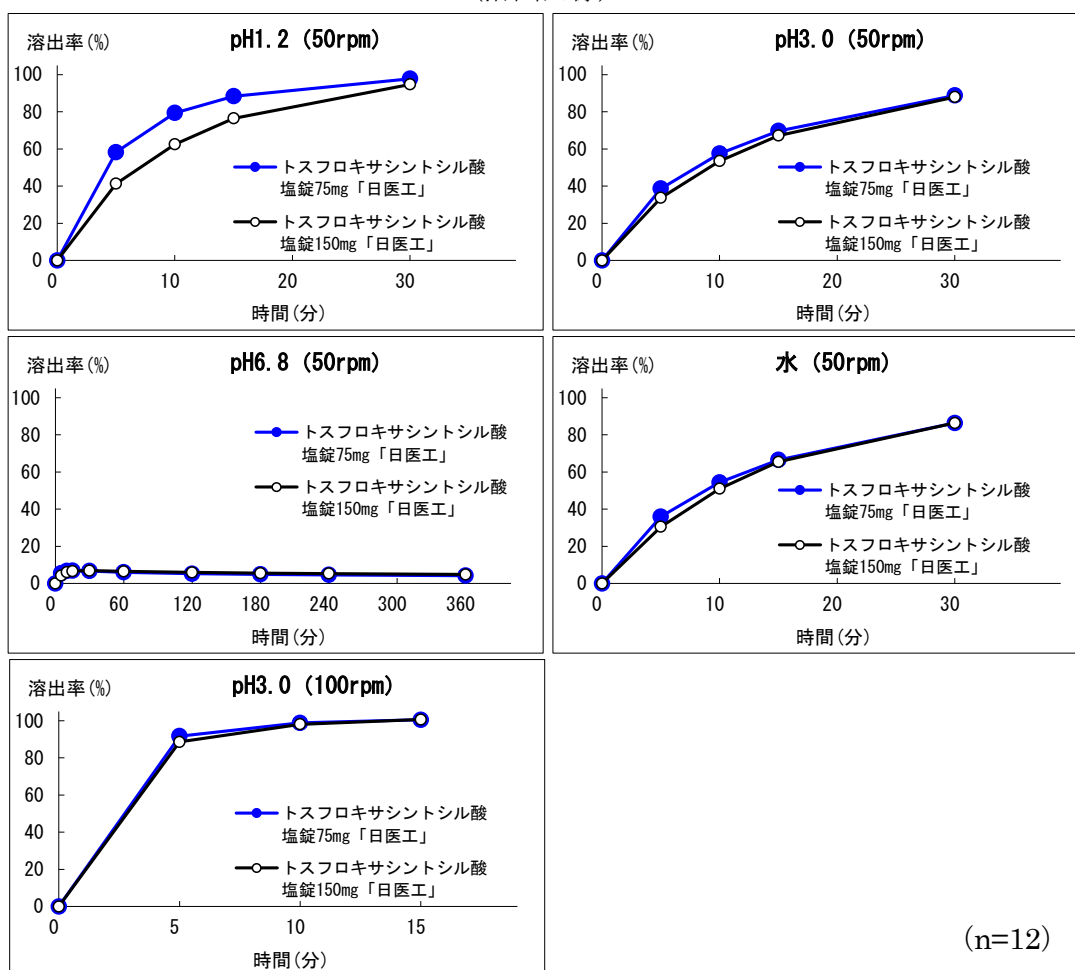 溶出率(%)
pH1.2 (50rpm)
100
80
60
40
20
0
トスフロキサシントシル酸
塩錠75mg「日医工」
トスフロキサシントシル酸
塩錠150mg「日医工」
0 10 20 30
時間(分)
溶出率(%)
pH3.0 (50rpm)
100
80
60
40
20
0
トスフロキサシントシル酸
塩錠75mg「日医工」
トスフロキサシントシル酸
塩錠150mg「日医工」
0 10 20 30
時間(分)
溶出率(%)
pH6.8 (50rpm)
100
80
60
40
20
0
トスフロキサシントシル酸
塩錠75mg「日医工」
トスフロキサシントシル酸
塩錠150mg「日医工」
0 60 120 180 240 300 360
時間(分)
溶出率(%)
水 (50rpm)
100
80
60
40
20
0
トスフロキサシントシル酸
塩錠75mg「日医工」
トスフロキサシントシル酸
塩錠150mg「日医工」
0 10 20 30
時間(分)
溶出率(%)
pH3.0 (100rpm)
100
80
60
40
20
0
トスフロキサシントシル酸
塩錠75mg「日医工」
トスフロキサシントシル酸
塩錠150mg「日医工」
0 5 10 15
時間(分)
(n=12)